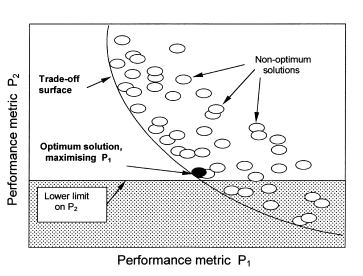 Non-optimum
solutions
Trade-off
surface
Optimum solution,
maximising P₁
Lower limit
on P₂
Performance metric P₂
Performance metric P₁